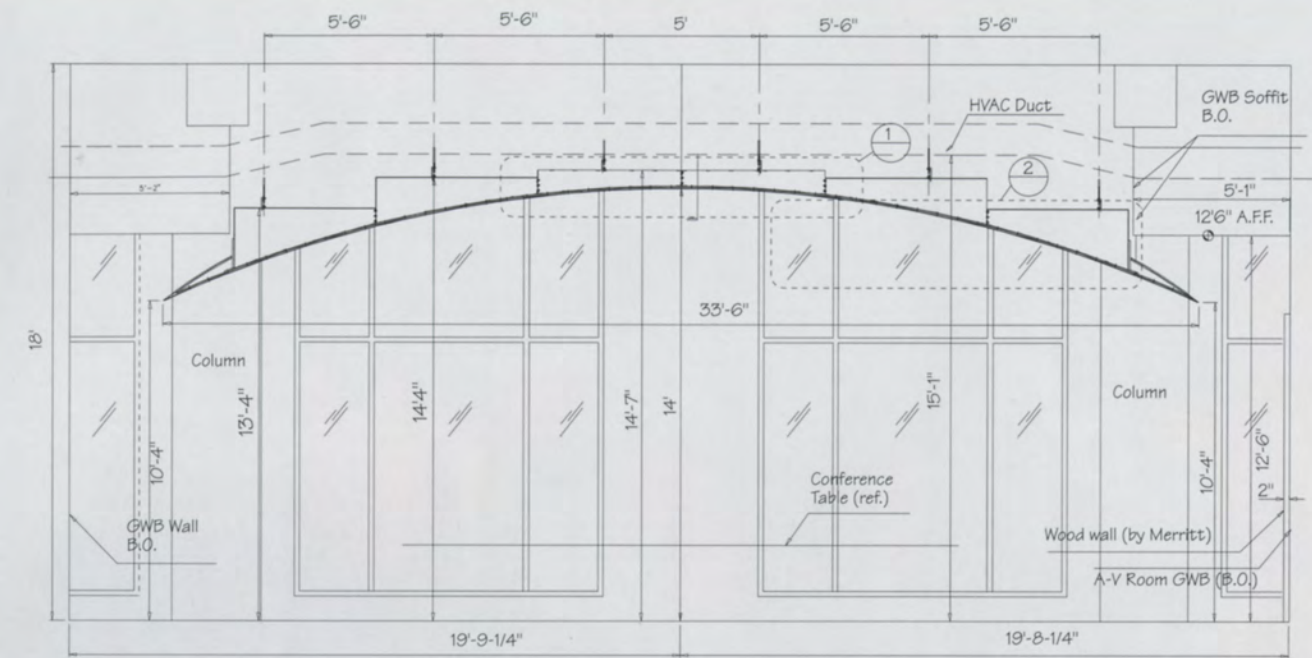 5'-6"
5'-6"
5'
5'-6"
5'-6"
HVAC Duct
GWB Soffit
B.O.
1
2
5'-2"
5'-1"
12'6" A.F.F.
33'-6"
18'
Column
Column
10'-4"
13'-4"
14'4"
14'-7"
14'
15'-1"
10'-4"
12'-6"
2"
Conference
Table (ref.)
GWB Wall
B.O.
Wood wall (by Merritt)
A-V Room GWB (B.O.)
19'-9-1/4"
19'-8-1/4"